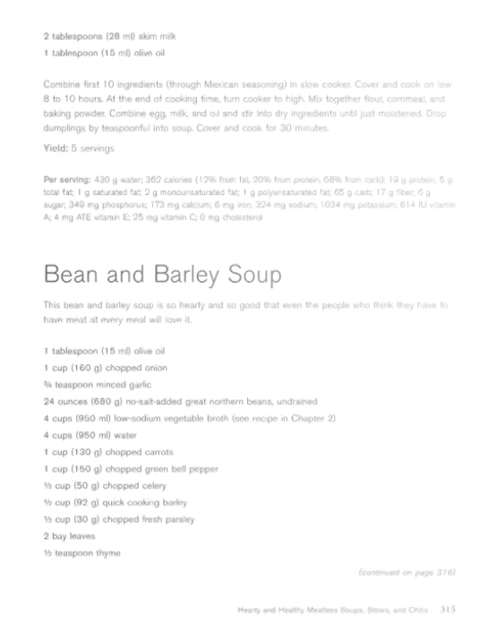 2 tablespoons (28 ml) skim milk
1 tablespoon (15 ml) olive oil
Combine first 10 ingredients (through Mexican seasoning) in slow cooker. Cover and cook on low
8 to 10 hours. At the end of cooking time, turn cooker to high. Mix together flour, cornmeal, and
baking powder. Combine egg, milk, and oil and stir into dry ingredients until just moistened. Drop
dumplings by teaspoonful into soup. Cover and cook for 30 minutes.
Yield: 5 servings
Per serving: 430 g water; 362 calories (12% from fat, 20% from protein, 68% from carb); 19 g protein; 5 g
total fat; 1 g saturated fat; 2 g monounsaturated fat; 1 g polyunsaturated fat; 65 g carb; 17 g fiber; 6 g
sugar; 349 mg phosphorus; 173 mg calcium; 6 mg iron; 324 mg sodium; 1034 mg potassium; 614 IU vitamin
A; 4 mg ATE vitamin E; 25 mg vitamin C; 0 mg cholesterol
Bean and Barley Soup
This bean and barley soup is so hearty and so good that even the people who think they have to
have meat at every meal will love it.
1 tablespoon (15 ml) olive oil
1 cup (160 g) chopped onion
¾ teaspoon minced garlic
24 ounces (680 g) no-salt-added great northern beans, undrained
4 cups (950 ml) low-sodium vegetable broth (see recipe in Chapter 2)
4 cups (950 ml) water
1 cup (130 g) chopped carrots
1 cup (150 g) chopped green bell pepper
½ cup (50 g) chopped celery
½ cup (92 g) quick cooking barley
½ cup (30 g) chopped fresh parsley
2 bay leaves
½ teaspoon thyme
(continued on page 316)
Hearty and Healthy Meatless Soups, Stews, and Chilis 315